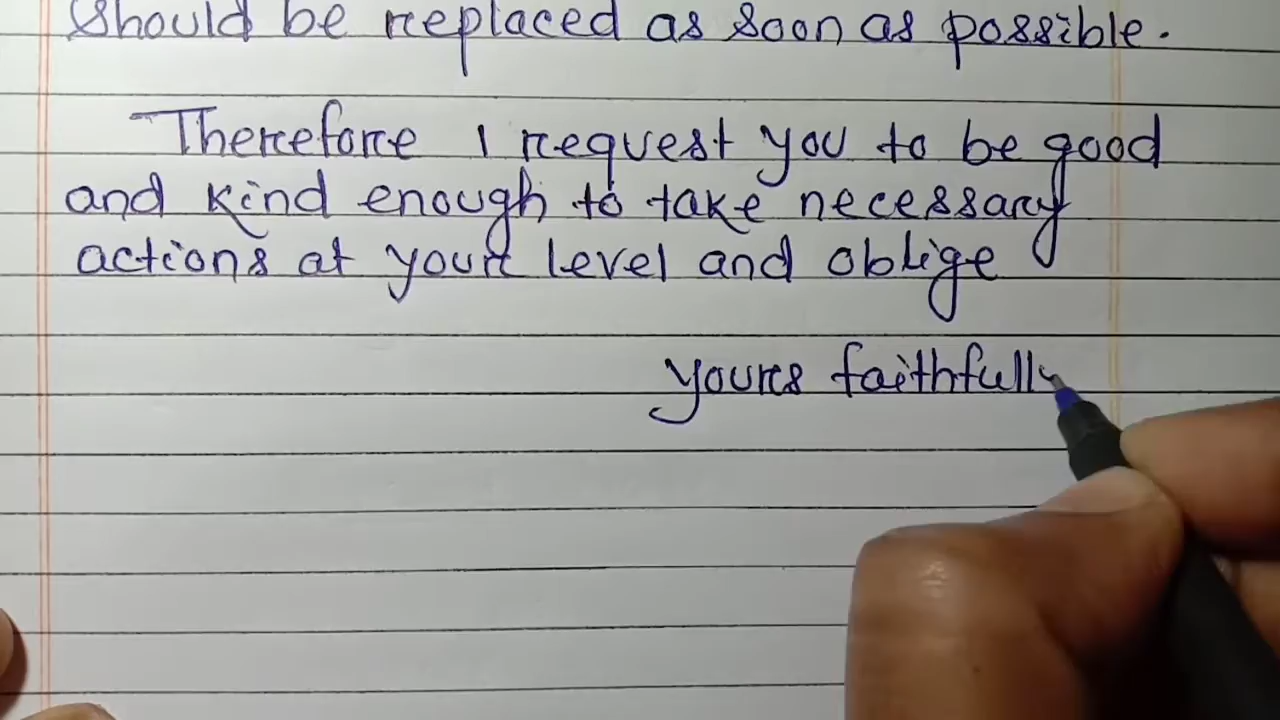 Should be replaced as soon as possible.
Therefore I request you to be good
and kind enough to take necessary
actions at your level and oblige
yours faithfully